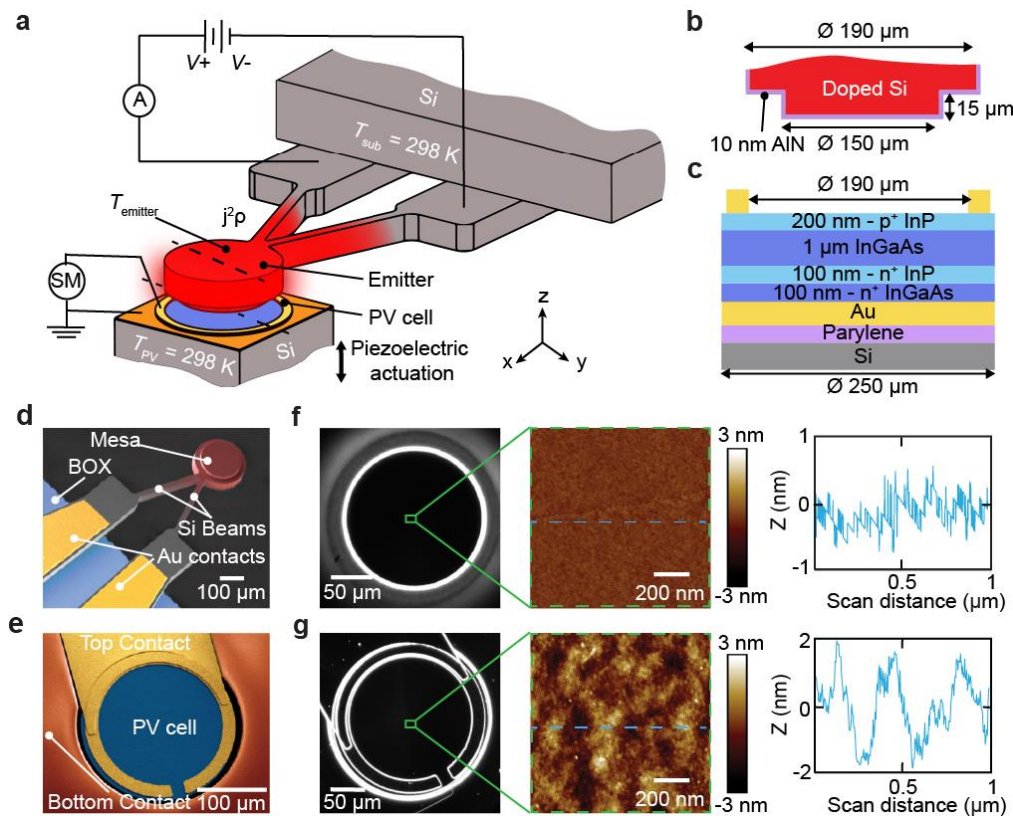 a
V+ V-
A
Si
T_sub = 298 K
T_emitter
j²ρ
Emitter
SM
PV cell
T_PV = 298 K
Si
Piezoelectric
actuation
z
x
y
b
Ø 190 µm
Doped Si
15 µm
10 nm AlN
Ø 150 µm
c
Ø 190 µm
200 nm - p⁺ InP
1 µm InGaAs
100 nm - n⁺ InP
100 nm - n⁺ InGaAs
Au
Parylene
Si
Ø 250 µm
d
Mesa
BOX
Si Beams
Au contacts
100 µm
e
Top Contact
PV cell
Bottom Contact
100 µm
f
50 µm
200 nm
3 nm
-3 nm
Z (nm)
1
0
-1
0.5
1
Scan distance (µm)
g
50 µm
200 nm
3 nm
-3 nm
Z (nm)
2
0
-2
0.5
1
Scan distance (µm)